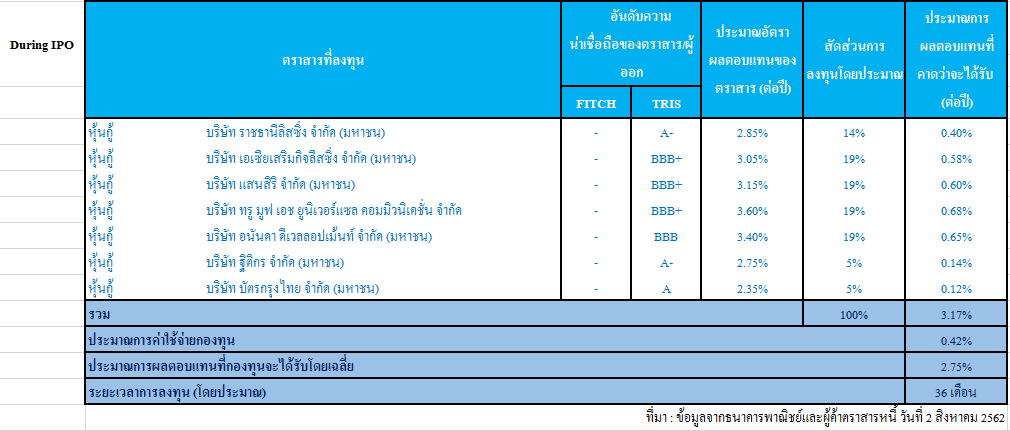 During IPO
ตราสารที่ลงทุน
อันดับความ
น่าเชื่อถือของตราสาร/ผู้
ออก
FITCH TRIS
ประมาณอัตรา
ผลตอบแทนของ
ตราสาร (ต่อปี)
สัดส่วนการ
ลงทุนโดยประมาณ
ประมาณการ
ผลตอบแทนที่
คาดว่าจะได้รับ
(ต่อปี)
หุ้นกู้ บริษัท ราชธานีลิสซิ่ง จำกัด (มหาชน) - A- 2.85% 14% 0.40%
หุ้นกู้ บริษัท เอเซียเสริมกิจลีสซิ่ง จำกัด (มหาชน) - BBB+ 3.05% 19% 0.58%
หุ้นกู้ บริษัท แสนสิริ จำกัด (มหาชน) - BBB+ 3.15% 19% 0.60%
หุ้นกู้ บริษัท ทรู มูฟ เอช ยูนิเวอร์แซล คอมมิวนิเคชั่น จำกัด - BBB+ 3.60% 19% 0.68%
หุ้นกู้ บริษัท อนันดา ดีเวลลอปเม้นท์ จำกัด (มหาชน) - BBB 3.40% 19% 0.65%
หุ้นกู้ บริษัท ฐิติกร จำกัด (มหาชน) - A- 2.75% 5% 0.14%
หุ้นกู้ บริษัท บัตรกรุงไทย จำกัด (มหาชน) - A 2.35% 5% 0.12%
รวม 100% 3.17%
ประมาณการค่าใช้จ่ายกองทุน 0.42%
ประมาณการผลตอบแทนที่กองทุนจะได้รับโดยเฉลี่ย 2.75%
ระยะเวลาการลงทุน (โดยประมาณ) 36 เดือน
ที่มา : ข้อมูลจากธนาคารพาณิชย์และผู้ค้าตราสารหนี้ วันที่ 2 สิงหาคม 2562